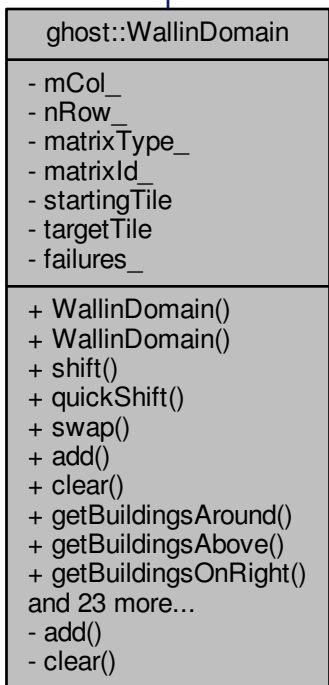 ghost::WallinDomain
- mCol_
- nRow_
- matrixType_
- matrixId_
- startingTile
- targetTile
- failures_
+ WallinDomain()
+ WallinDomain()
+ shift()
+ quickShift()
+ swap()
+ add()
+ clear()
+ getBuildingsAround()
+ getBuildingsAbove()
+ getBuildingsOnRight()
and 23 more...
- add()
- clear()